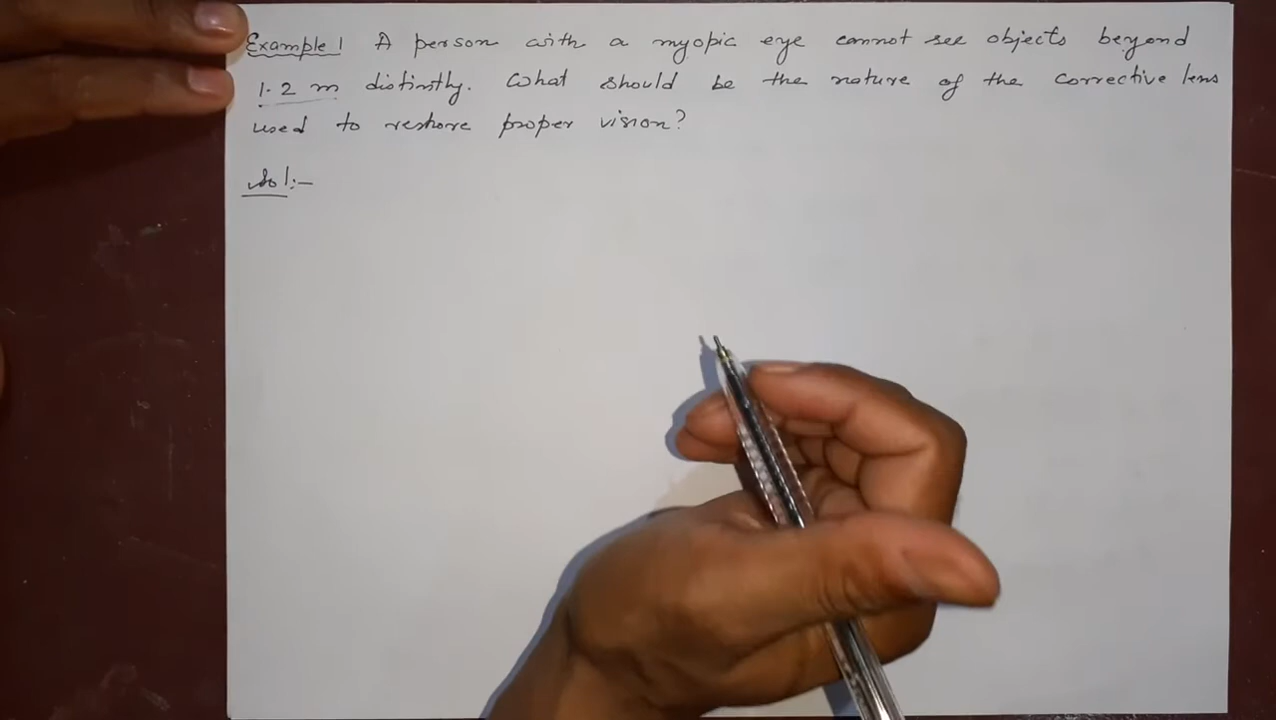 Example 1 A person with a myopic eye cannot see objects beyond
1.2 m distinctly. What should be the nature of the corrective lens
used to reshore proper vision?
Sol:-